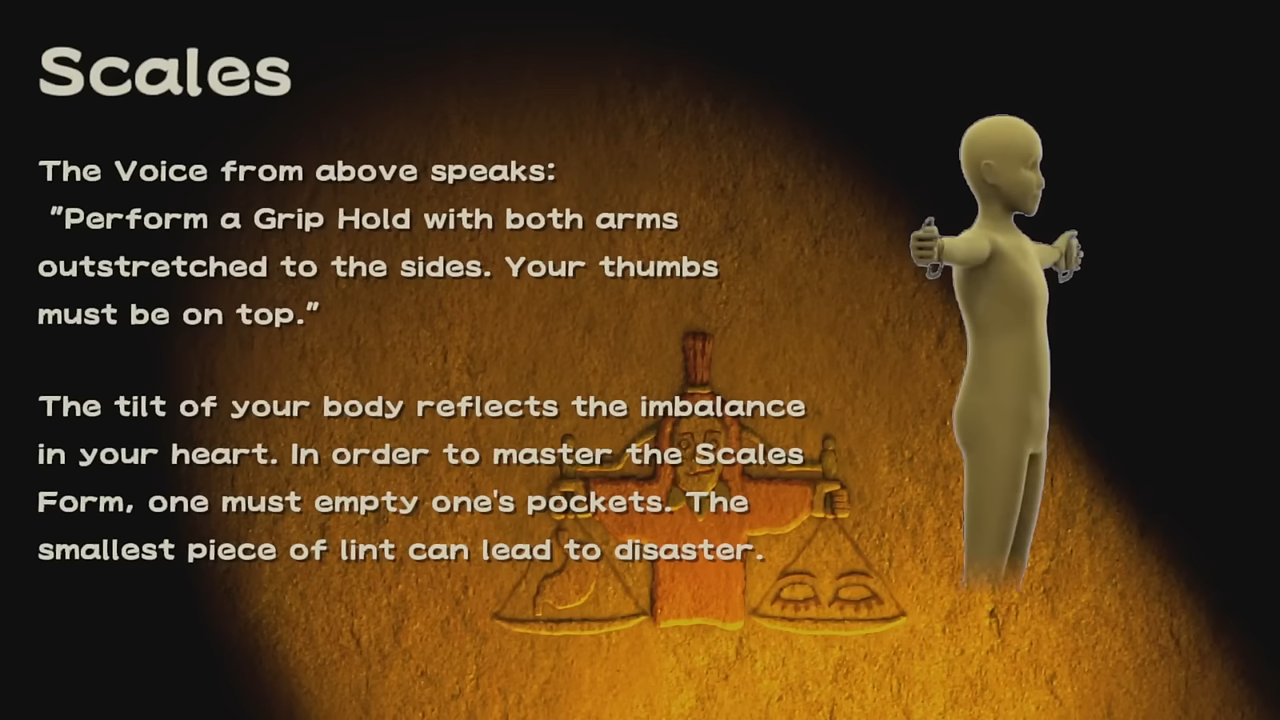 Scales
The Voice from above speaks:
"Perform a Grip Hold with both arms
outstretched to the sides. Your thumbs
must be on top."
The tilt of your body reflects the imbalance
in your heart. In order to master the Scales
Form, one must empty one's pockets. The
smallest piece of lint can lead to disaster.